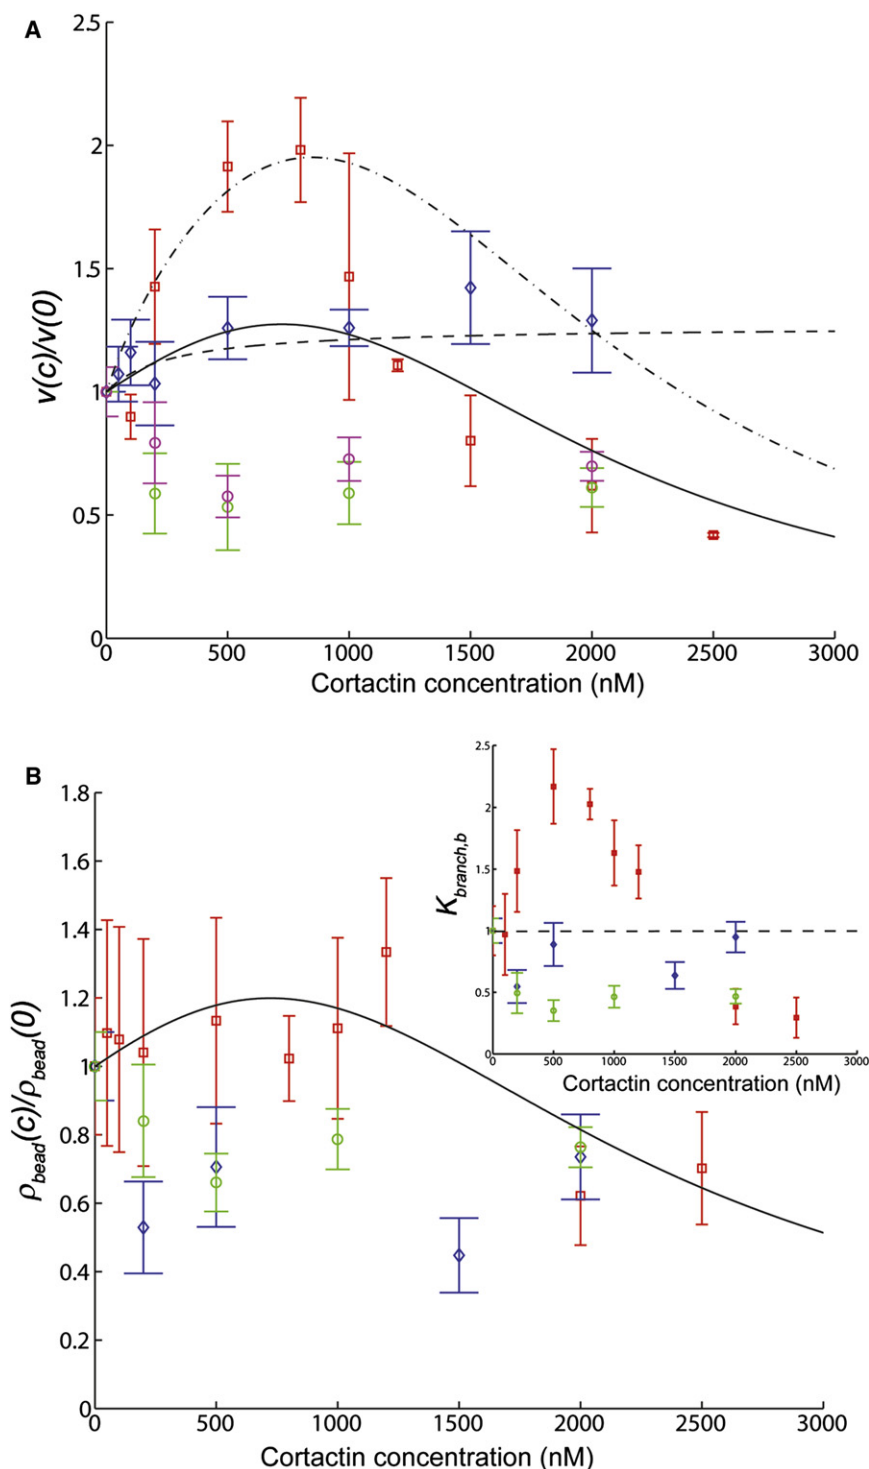 A
2.5
2
1.5
1
0.5
0
v(c)/v(0)
0 500 1000 1500 2000 2500 3000
Cortactin concentration (nM)
B
1.8
1.6
1.4
1.2
1
0.8
0.6
0.4
0.2
0
ρbead(c)/ρbead(0)
0 500 1000 1500 2000 2500 3000
Cortactin concentration (nM)
2.5
2
1.5
1
0.5
0
Kbranch,b
0 500 1000 1500 2000 2500 3000
Cortactin concentration (nM)